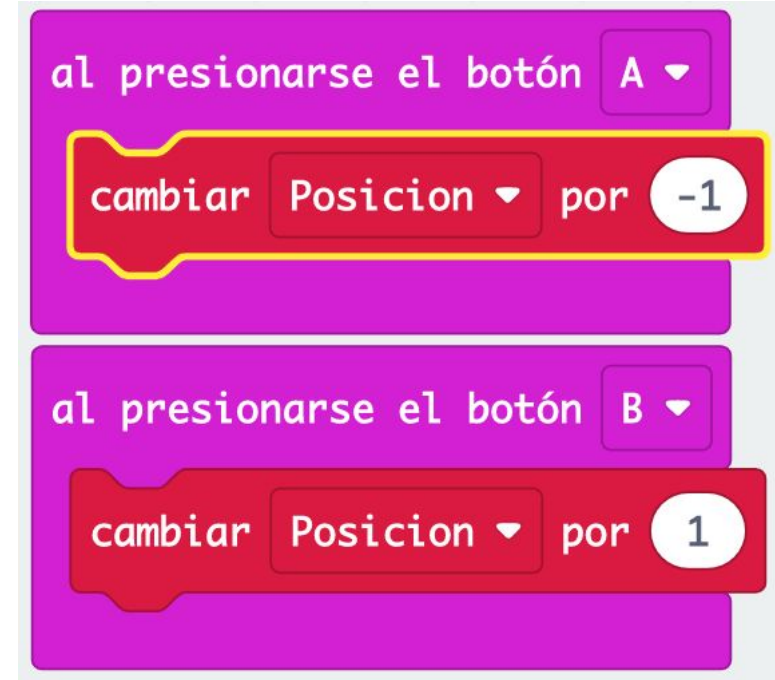 al presionarse el botón A
cambiar Posicion por -1
al presionarse el botón B
cambiar Posicion por 1